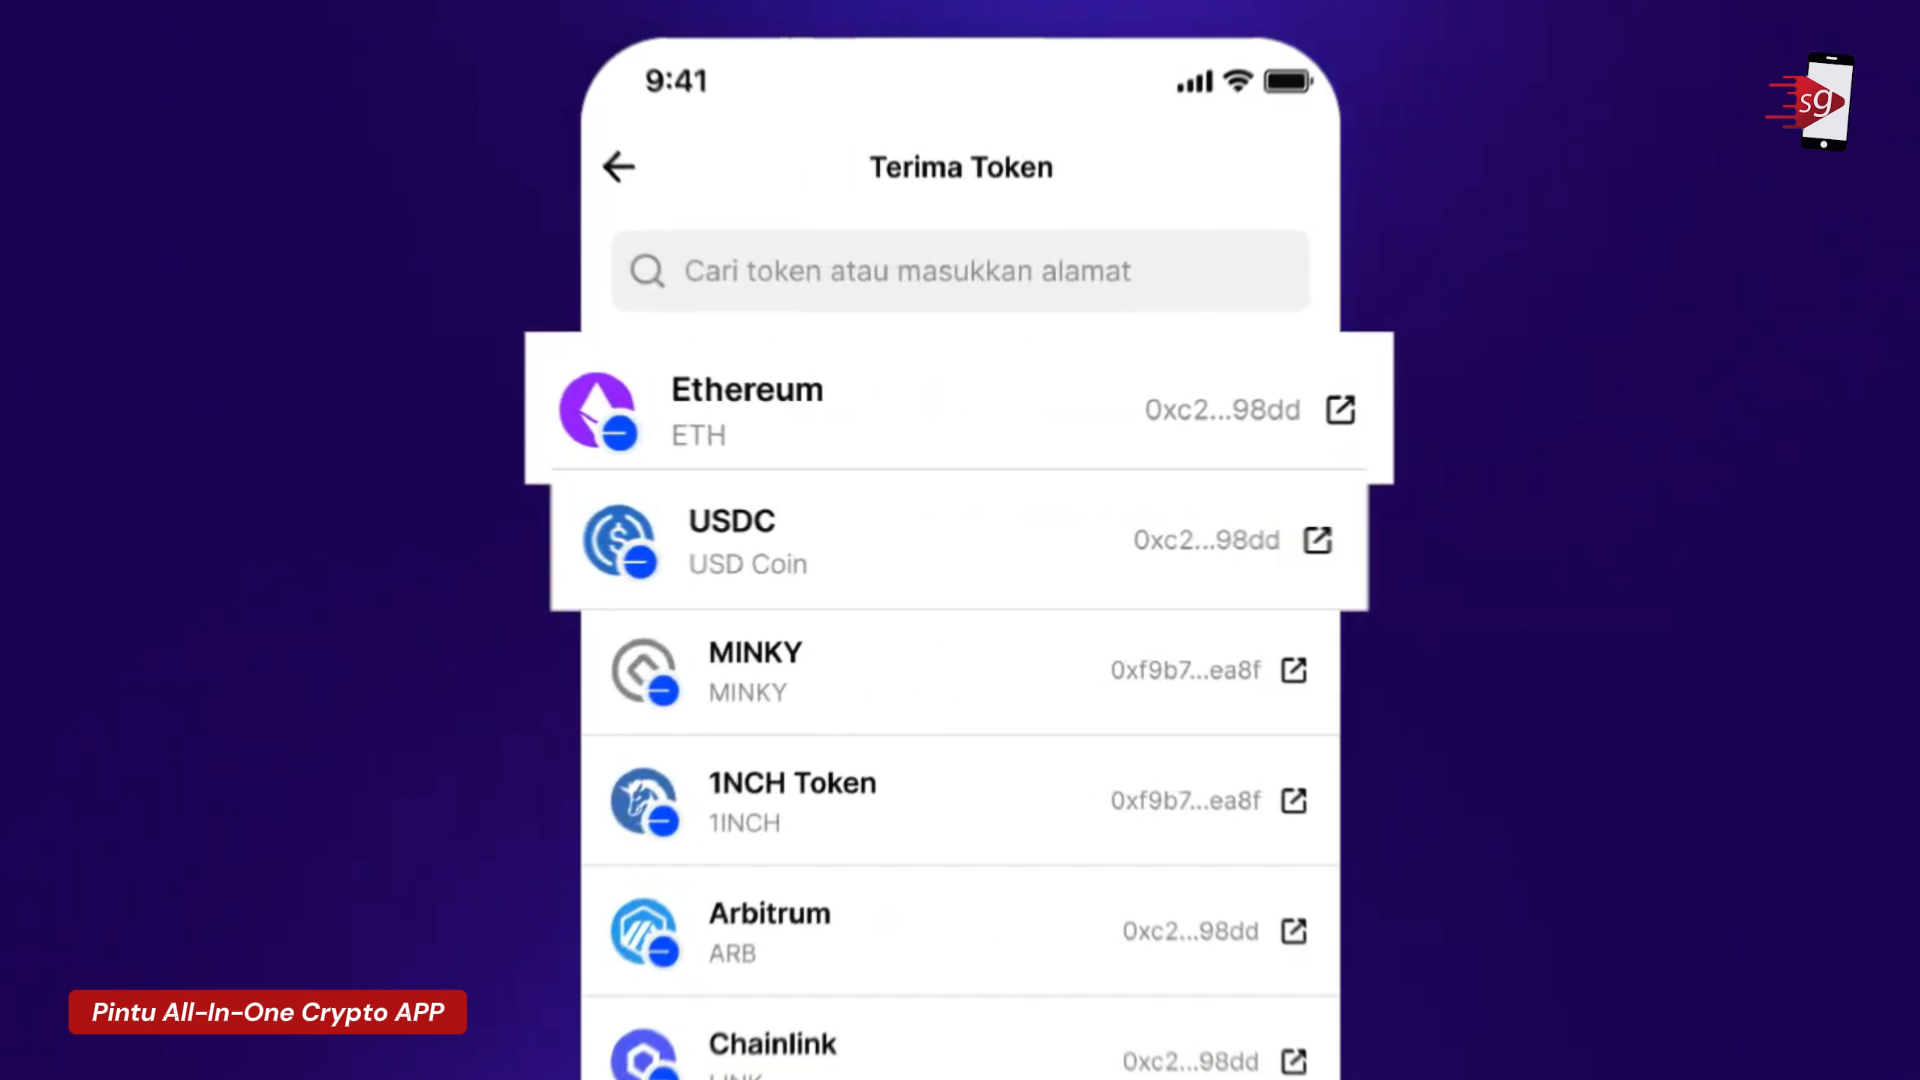 9:41
sg
Terima Token
Cari token atau masukkan alamat
Ethereum
ETH
0xc2...98dd
USDC
USD Coin
0xc2...98dd
MINKY
MINKY
0xf9b7...ea8f
1NCH Token
1INCH
0xf9b7...ea8f
Arbitrum
ARB
0xc2...98dd
Chainlink
LINK
0xc2...98dd
Pintu All-In-One Crypto APP